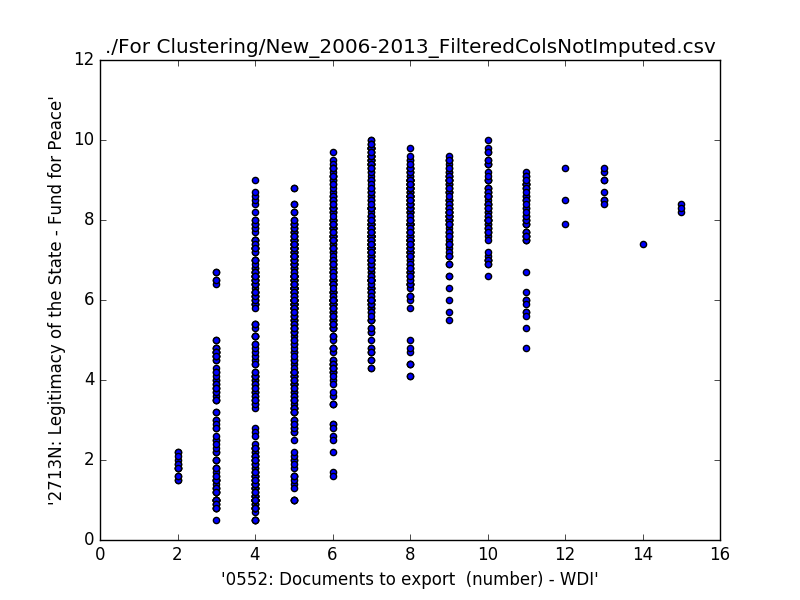 ./For Clustering/New_2006-2013_FilteredColsNotImputed.csv
12
10
8
6
4
2
0
'2713N: Legitimacy of the State - Fund for Peace'
0 2 4 6 8 10 12 14 16
'0552: Documents to export  (number) - WDI'